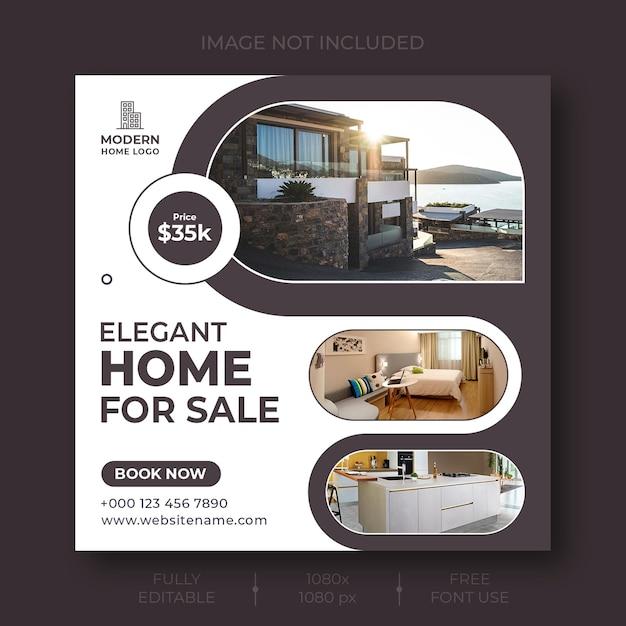 IMAGE NOT INCLUDED
MODERN
HOME LOGO
Price
$35k
ELEGANT
HOME
FOR SALE
BOOK NOW
+000 123 456 7890
www.websitename.com
FULLY
EDITABLE
1080x
1080 px
FREE
FONT USE